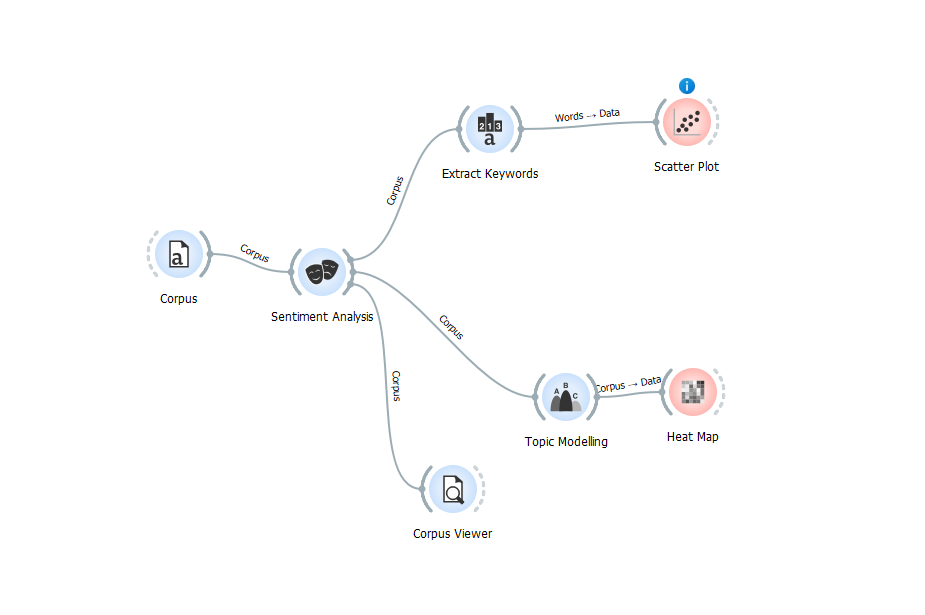 i
213
a
Words → Data
Extract Keywords
Scatter Plot
Corpus
a
Corpus
Corpus
Sentiment Analysis
Corpus
Corpus
A B C
Corpus → Data
Topic Modelling
Heat Map
Corpus Viewer